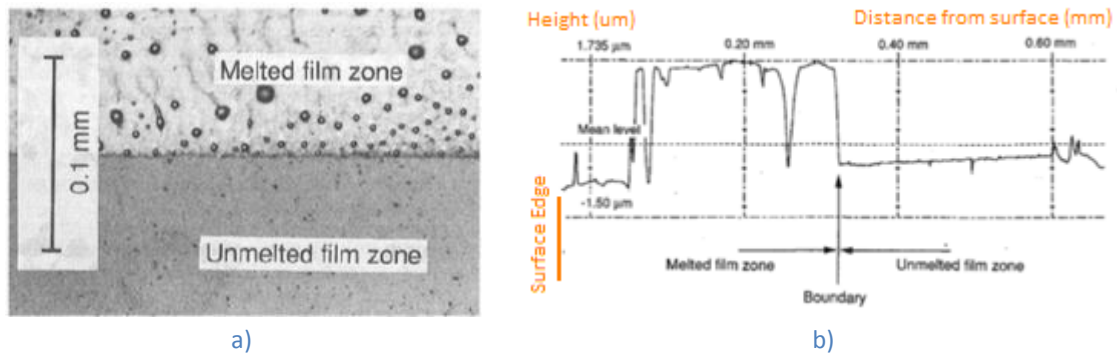 Melted film zone
0.1 mm
Unmelted film zone
a)
Height (um)
Distance from surface (mm)
1.735 µm
0.20 mm
0.40 mm
0.60 mm
Mean level
-1.50 µm
Surface Edge
Melted film zone
Unmelted film zone
Boundary
b)